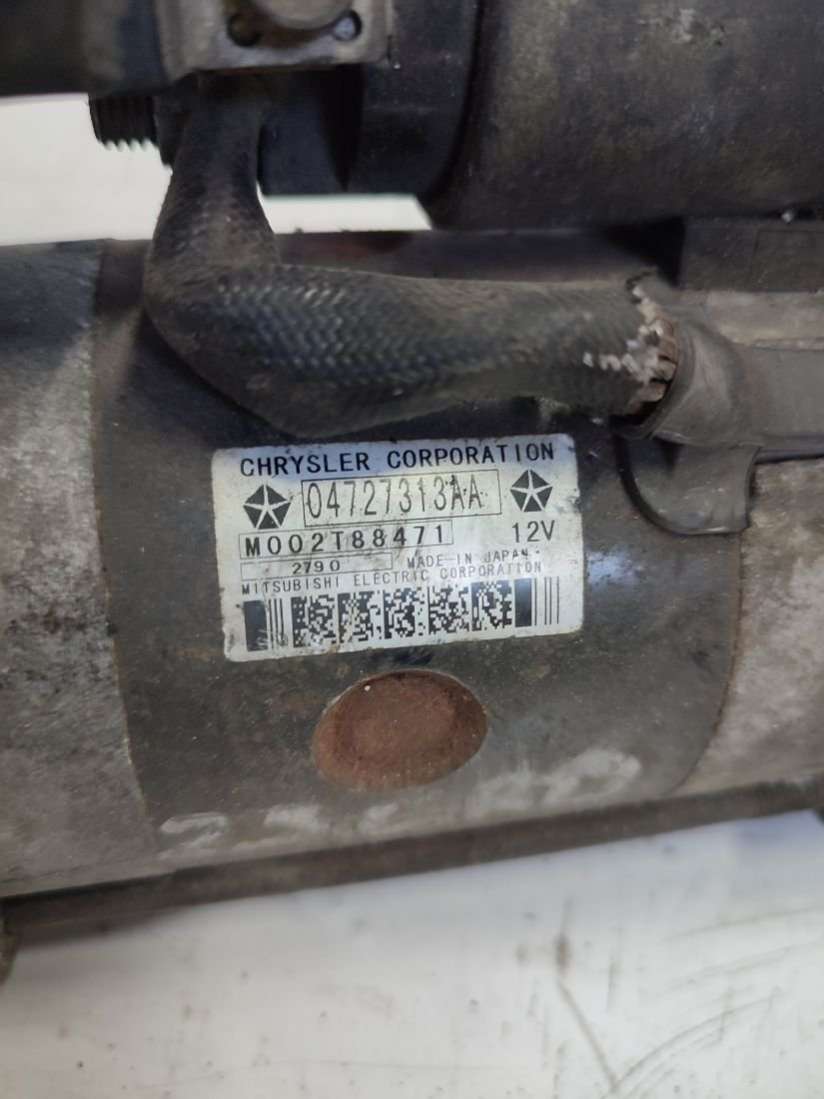 CHRYSLER CORPORATION
04727313AA
M002T88471 12V
2790 MADE-IN JAPAN
MITSUBISHI ELECTRIC CORPORATION